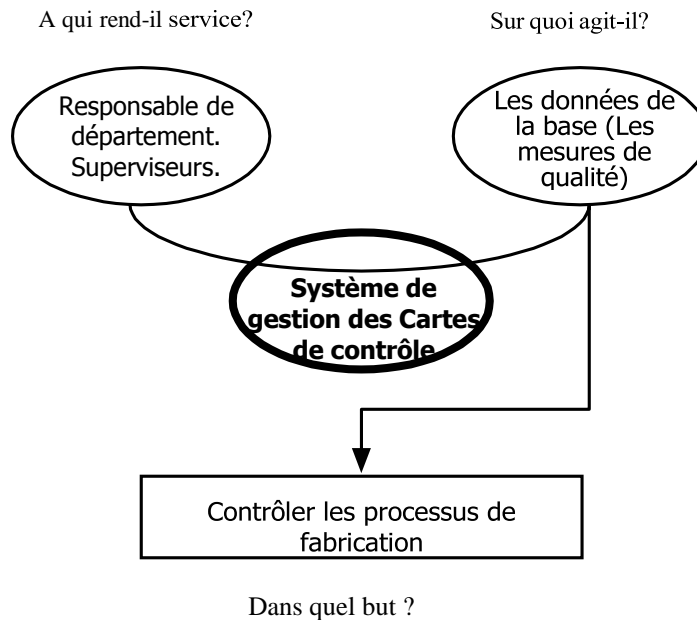 A qui rend-il service?
Sur quoi agit-il?
Responsable de
département.
Superviseurs.
Les données de
la base (Les
mesures de
qualité)
Système de
gestion des Cartes
de contrôle
Contrôler les processus de
fabrication
Dans quel but ?